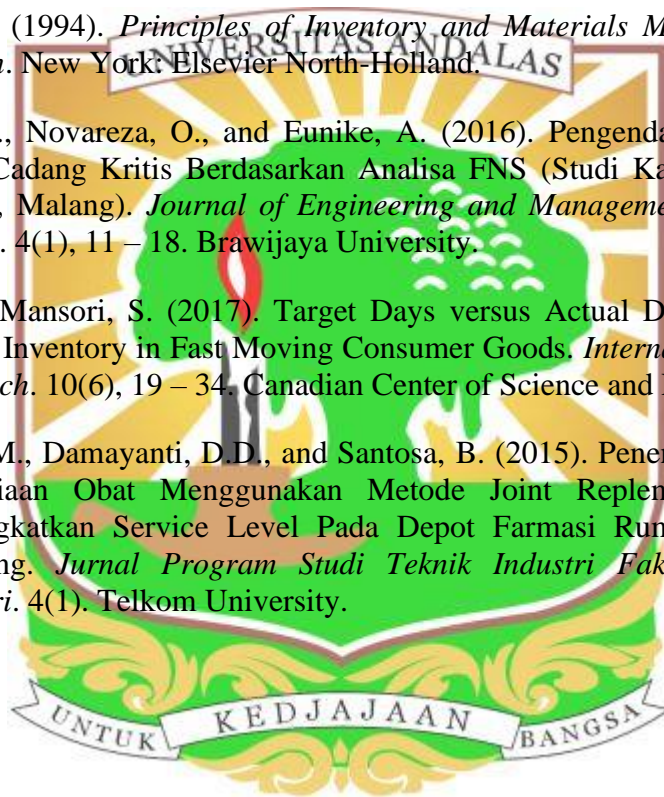 (1994). Principles of Inventory and Materials M
UNIVERSITAS ANDALAS
. New York: Elsevier North-Holland.
., Novareza, O., and Eunike, A. (2016). Pengenda
Cadang Kritis Berdasarkan Analisa FNS (Studi Ka
, Malang). Journal of Engineering and Manageme
. 4(1), 11 – 18. Brawijaya University.
Mansori, S. (2017). Target Days versus Actual D
Inventory in Fast Moving Consumer Goods. Interna
ch. 10(6), 19 – 34. Canadian Center of Science and
M., Damayanti, D.D., and Santosa, B. (2015). Pener
iaan Obat Menggunakan Metode Joint Replen
gkatkan Service Level Pada Depot Farmasi Rum
ng. Jurnal Program Studi Teknik Industri Fak
ri. 4(1). Telkom University.
UNTUK KEDJAJAAN BANGSA